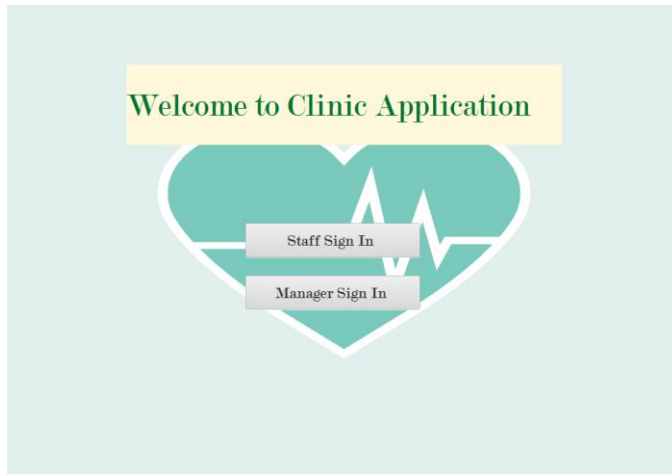 Welcome to Clinic Application
Staff Sign In
Manager Sign In